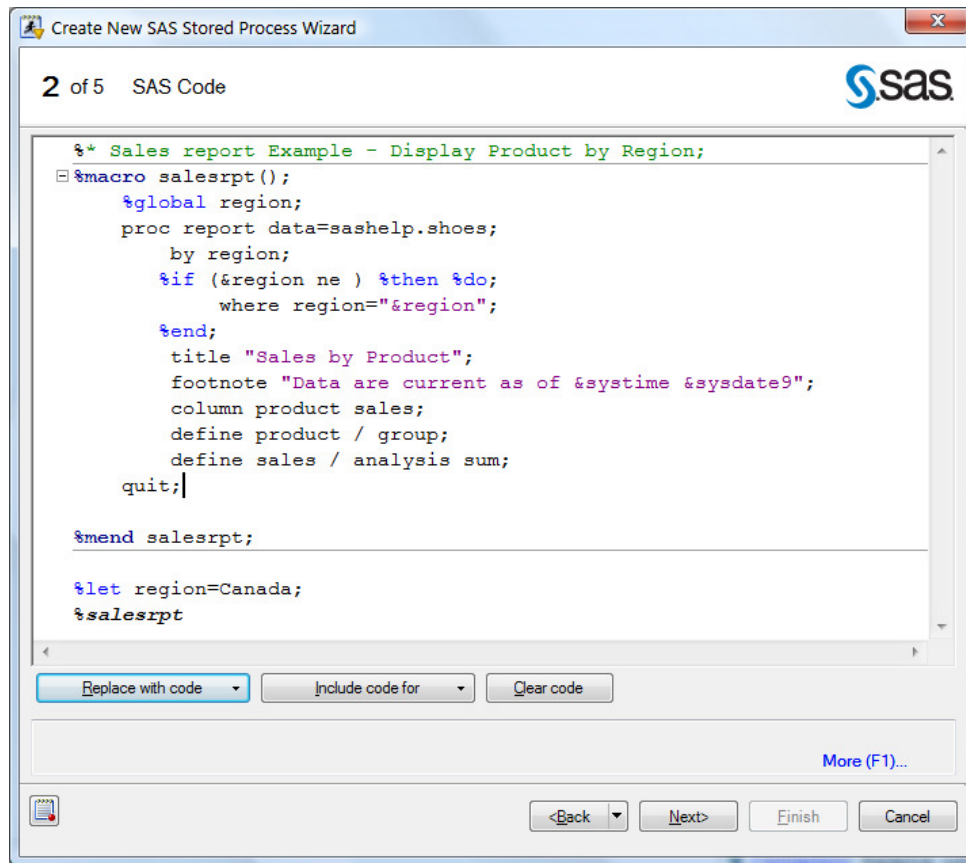 Create New SAS Stored Process Wizard
x
2 of 5 SAS Code
sas
%* Sales report Example - Display Product by Region;
%macro salesrpt();
%global region;
proc report data=sashelp.shoes;
by region;
%if (&region ne ) %then %do;
where region="&region";
%end;
title "Sales by Product";
footnote "Data are current as of &systime &sysdate9";
column product sales;
define product / group;
define sales / analysis sum;
quit;
%mend salesrpt;
%let region=Canada;
%salesrpt
Replace with code Include code for Clear code
More (F1)...
<Back Next> Finish Cancel